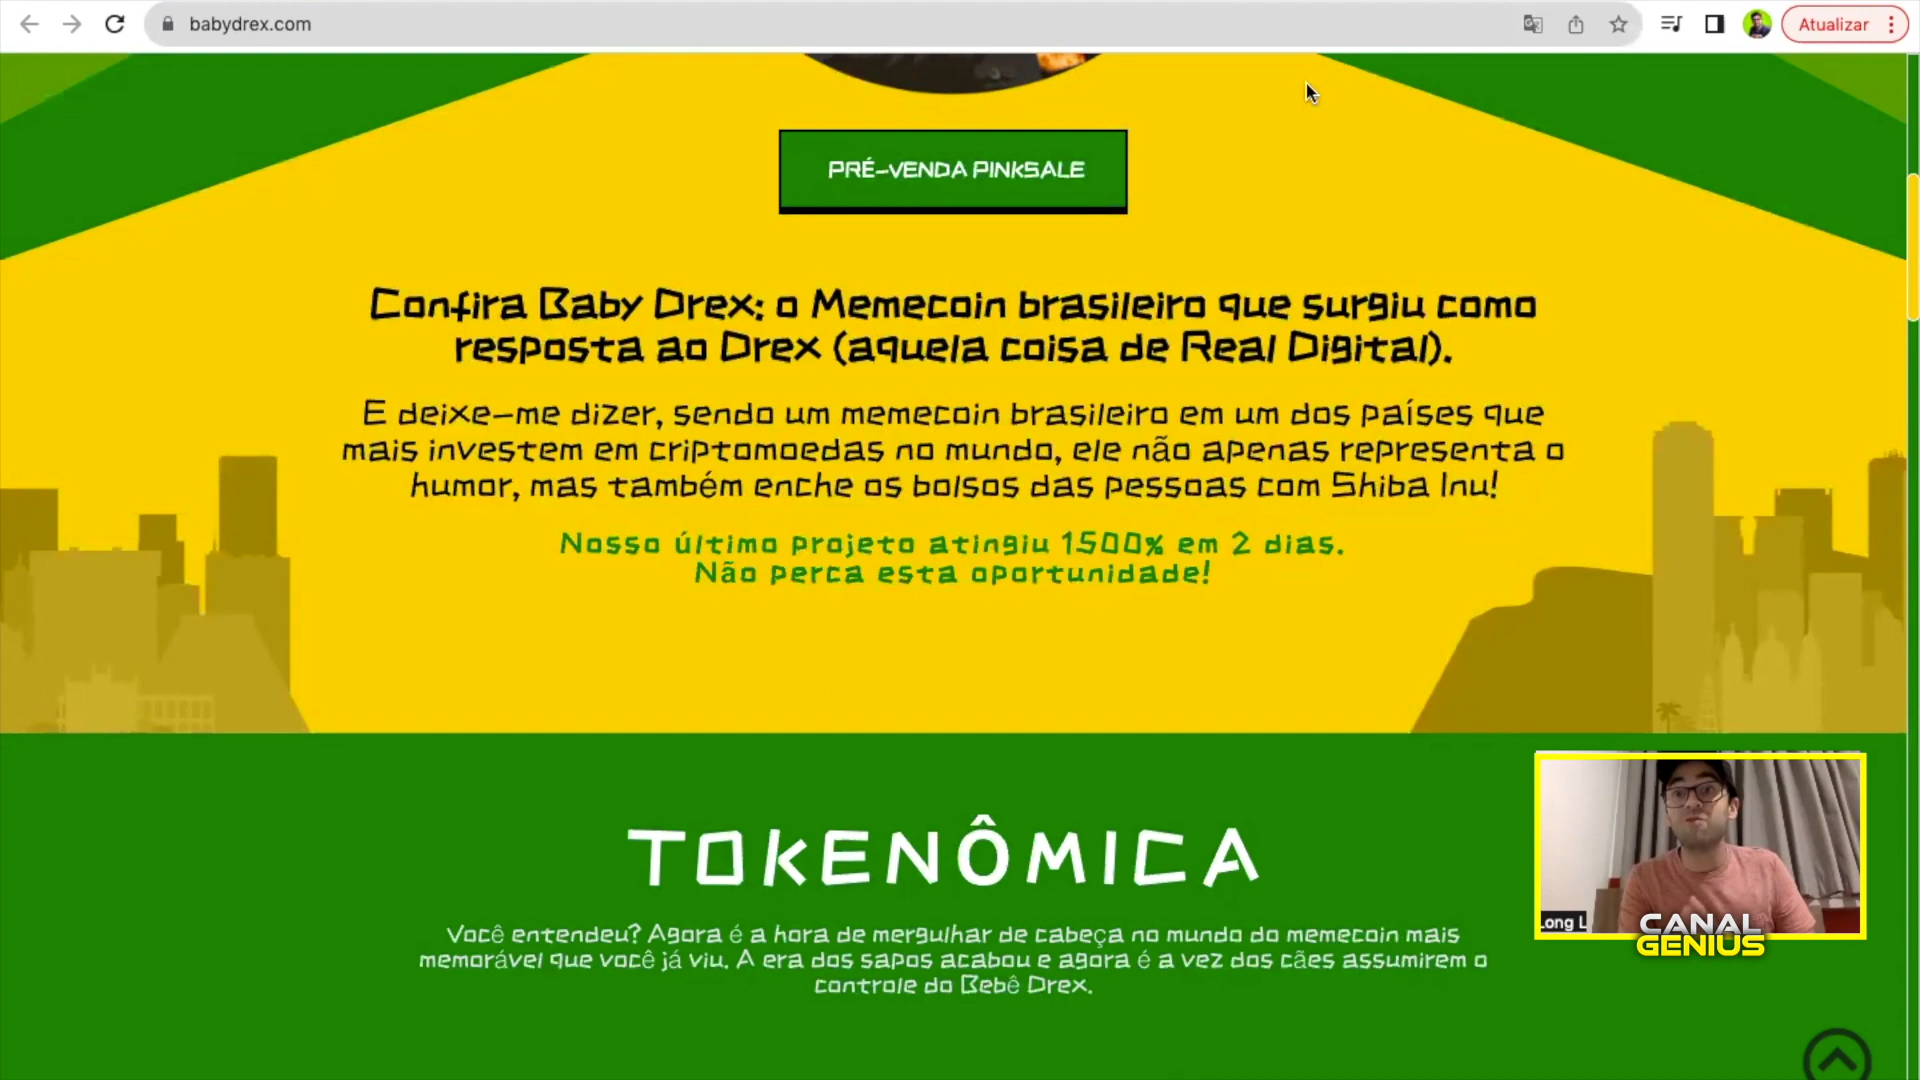 babydrex.com
Atualizar
PRÉ-VENDA PINKSALE
Confira Baby Drex: o Memecoin brasileiro que surgiu como
resposta ao Drex (aquela coisa de Real Digital).
E deixe-me dizer, sendo um memecoin brasileiro em um dos países que
mais investem em criptomoedas no mundo, ele não apenas representa o
humor, mas também enche os bolsos das pessoas com Shiba Inu!
Nosso último projeto atingiu 1500% em 2 dias.
Não perca esta oportunidade!
TOKENÔMICA
Você entendeu? Agora é a hora de mergulhar de cabeça no mundo do memecoin mais
memorável que você já viu. A era dos sapos acabou e agora é a vez dos cães assumirem o
controle do Bebê Drex.
Long L
CANAL
GENIUS